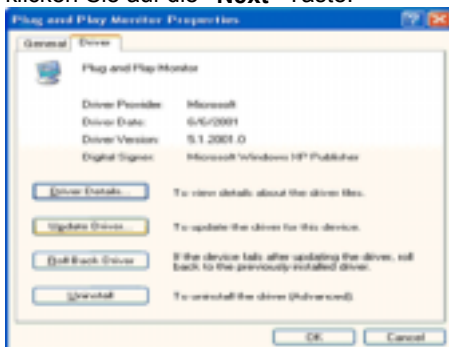 klicken Sie auf die "Next"-Taste.
Plug and Play Monitor Properties
General Driver
Plug and Play Monitor
Driver Provider: Microsoft
Driver Date: 6/6/2001
Driver Version: 5.1.2001.0
Digital Signer: Microsoft Windows XP Publisher
Driver Details... To view details about the driver files.
Update Driver... To update the driver for this device.
Roll Back Driver If the device fails after updating the driver, roll
back to the previously installed driver.
Uninstall To uninstall the driver (Advanced).
OK Cancel